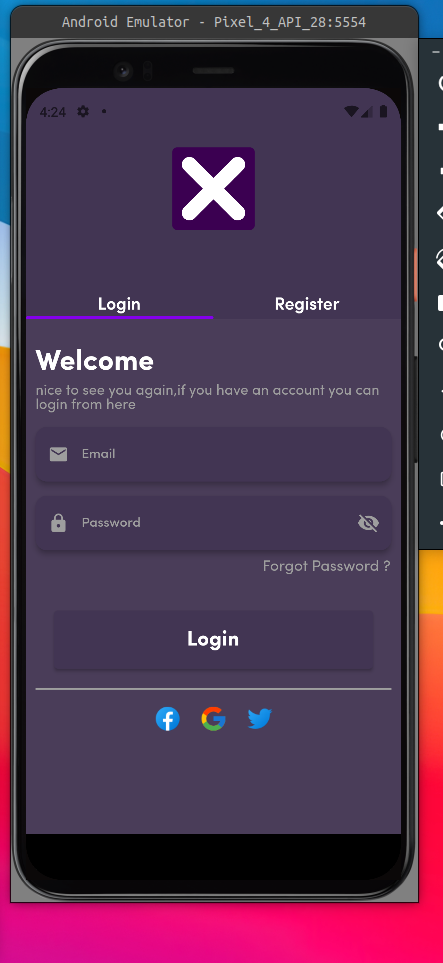 Android Emulator - Pixel_4_API_28:5554
4:24
Login
Register
Welcome
nice to see you again,if you have an account you can
login from here
Email
Password
Forgot Password ?
Login